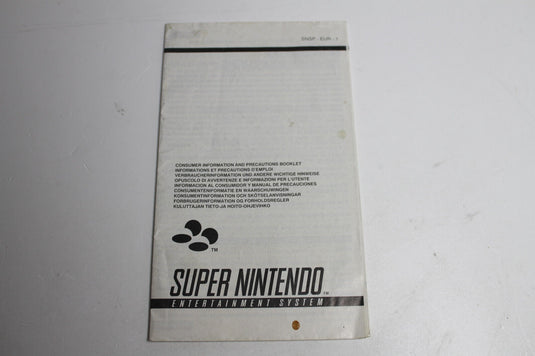 SNSP - EUR - 1
CONSUMER INFORMATION AND PRECAUTIONS BOOKLET
INFORMATIONS ET PRECAUTIONS D'EMPLOI
VERBRAUCHERINFORMATION UND ANDERE WICHTIGE HINWEISE
OPUSCOLO DI AVVERTENZE E INFORMAZIONI PER L'UTENTE
INFORMACION AL CONSUMIDOR Y MANUAL DE PRECAUCIONES
CONSUMENTENINFORMATIE EN WAARSCHUWINGEN
KONSUMENTINFORMATION OCH SKÖTSELANVISNINGAR
FORBRUGERINFORMATION OG FORHOLDSREGLER
KULUTTAJAN TIETO-JA HOITO-OHJEVIHKO
TM
SUPER NINTENDO TM
ENTERTAINMENT SYSTEM